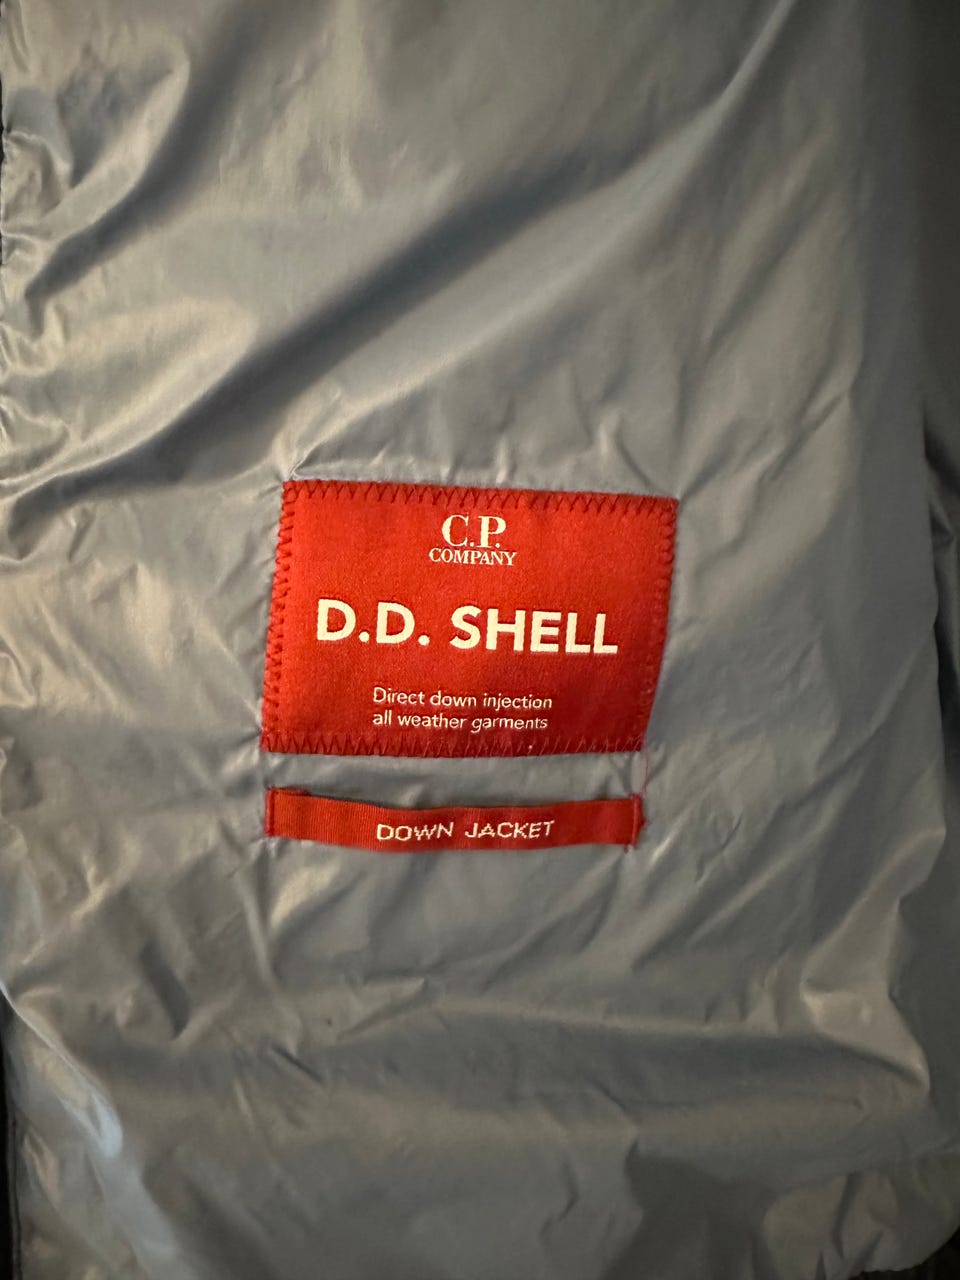 C.P.
COMPANY
D.D. SHELL
Direct down injection
all weather garments
DOWN JACKET